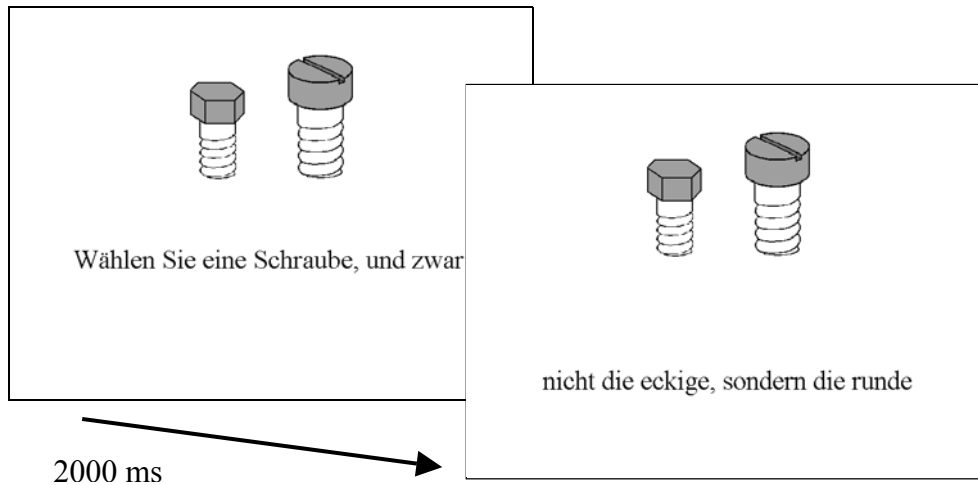 Wählen Sie eine Schraube, und zwar
nicht die eckige, sondern die runde
2000 ms